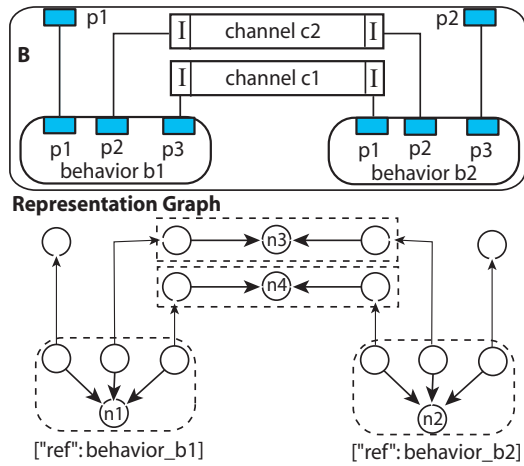 p1
p2
B
I channel c2 I
I channel c1 I
p1 p2 p3
behavior b1
p1 p2 p3
behavior b2
Representation Graph
n3
n4
n1
n2
["ref": behavior_b1]
["ref": behavior_b2]